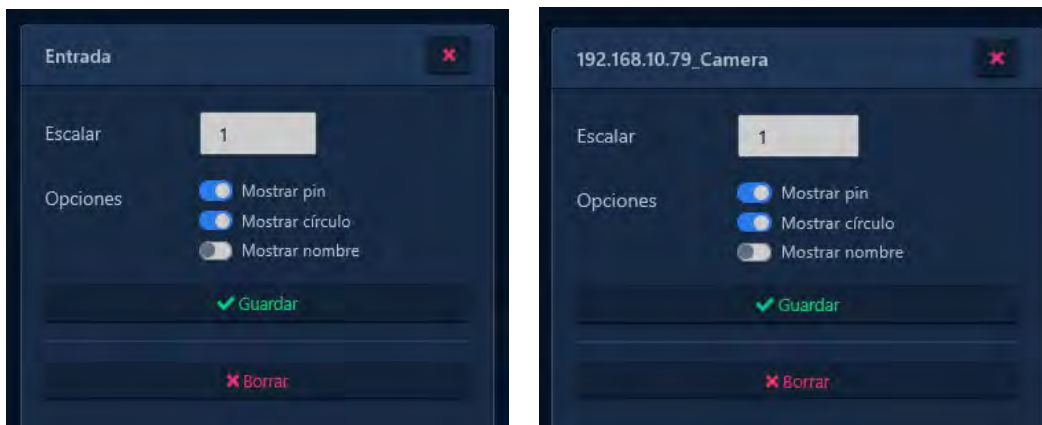 Entrada
Escalar
1
Opciones
Mostrar pin
Mostrar círculo
Mostrar nombre
Guardar
Borrar
192.168.10.79_Camera
Escalar
1
Opciones
Mostrar pin
Mostrar círculo
Mostrar nombre
Guardar
Borrar